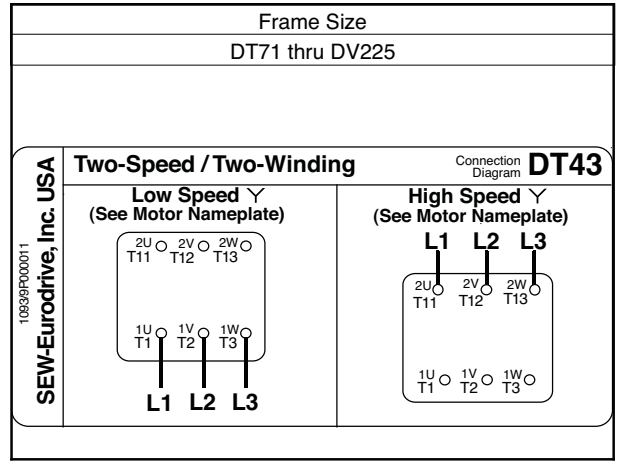 Frame Size
DT71 thru DV225
1093/9P000011
SEW-Eurodrive, Inc. USA
Two-Speed / Two-Winding
Connection
Diagram
DT43
Low Speed Y
(See Motor Nameplate)
2U 2V 2W
T11 T12 T13
1U 1V 1W
T1 T2 T3
L1 L2 L3
High Speed Y
(See Motor Nameplate)
L1 L2 L3
2U 2V 2W
T11 T12 T13
1U 1V 1W
T1 T2 T3